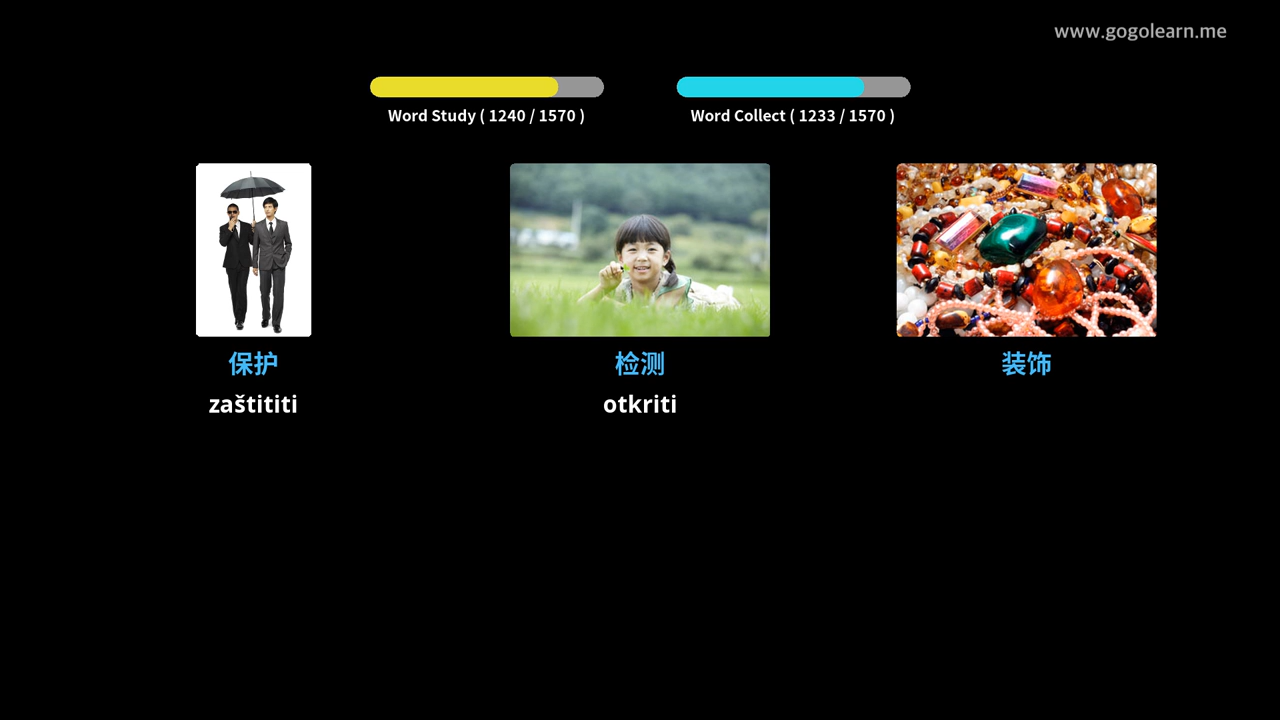 www.gogolearn.me
Word Study ( 1240 / 1570 )
Word Collect ( 1233 / 1570 )
保护
zaštititi
检测
otkriti
装饰